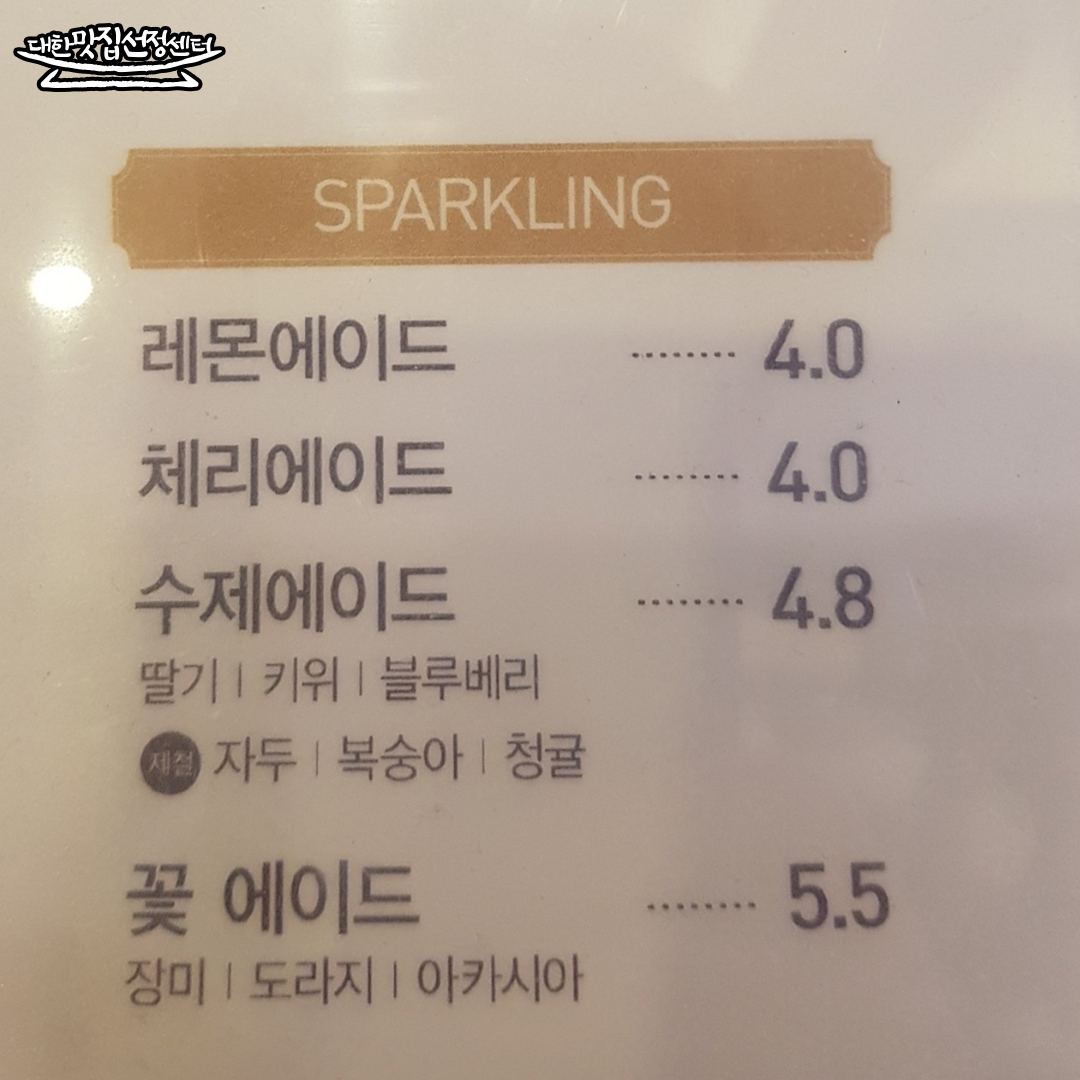 대한맛집선정센터
SPARKLING
레몬에이드 ········ 4.0
체리에이드 ········ 4.0
수제에이드 ········ 4.8
딸기 | 키위 | 블루베리
제철 자두 | 복숭아 | 청귤
꽃 에이드 ········ 5.5
장미 | 도라지 | 아카시아